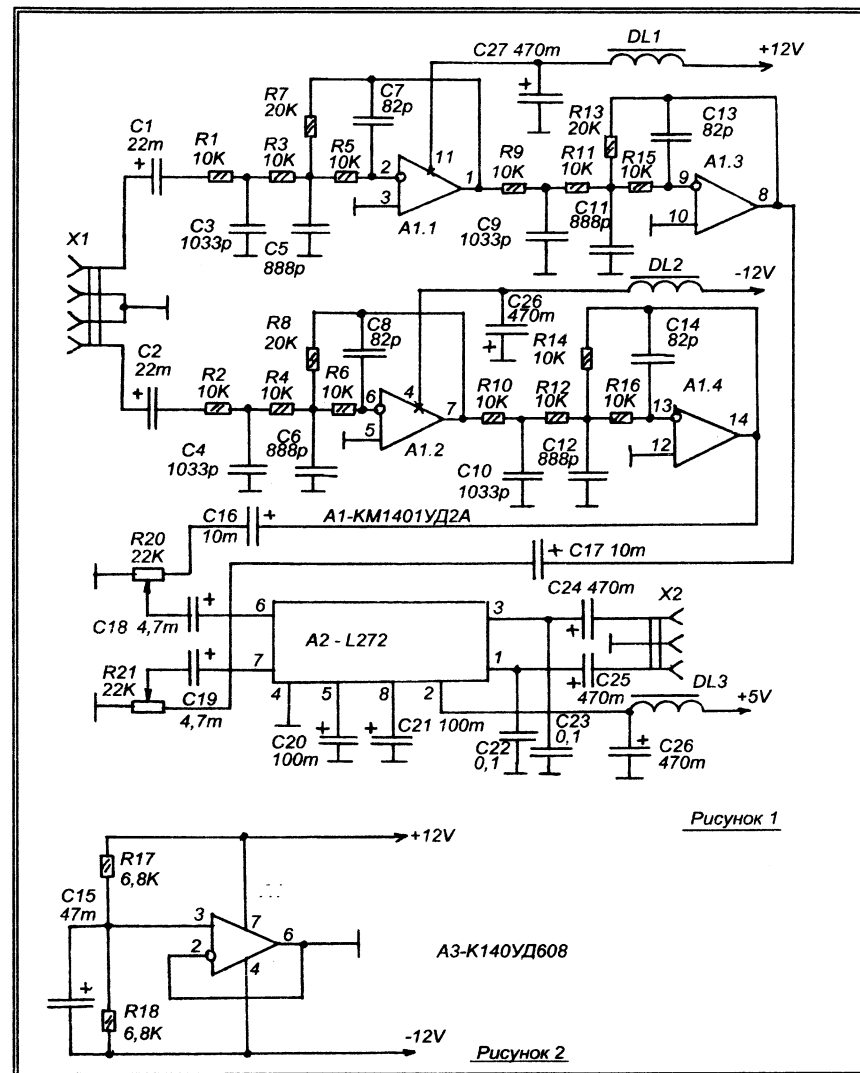 C27 470m
DL1
+12V
C1
22m
R1
10K
R3
10K
R7
20K
R5
10K
C7
82p
2
3
11
1
A1.1
C3
1033p
C5
888p
R9
10K
R11
10K
R13
20K
R15
10K
C13
82p
9
10
8
A1.3
C9
1033p
C11
888p
X1
DL2
-12V
C26
470m
C2
22m
R2
10K
R4
10K
R8
20K
R6
10K
C8
82p
6
5
4
7
A1.2
C4
1033p
C6
888p
R10
10K
R12
10K
R14
10K
R16
10K
C14
82p
13
12
14
A1.4
C10
1033p
C12
888p
C16
10m
A1-КМ1401УД2А
R20
22K
C17 10m
C18 4,7m
C24 470m
X2
6
7
A2 - L272
3
1
4
5
8
2
R21
22K
C19
4,7m
C25
470m
DL3
+5V
C20
100m
C21 100m
C22
0,1
C23
0,1
C26
470m
Рисунок 1
+12V
R17
6,8K
C15
47m
3
2
7
4
6
A3-К140УД608
R18
6,8K
-12V
Рисунок 2